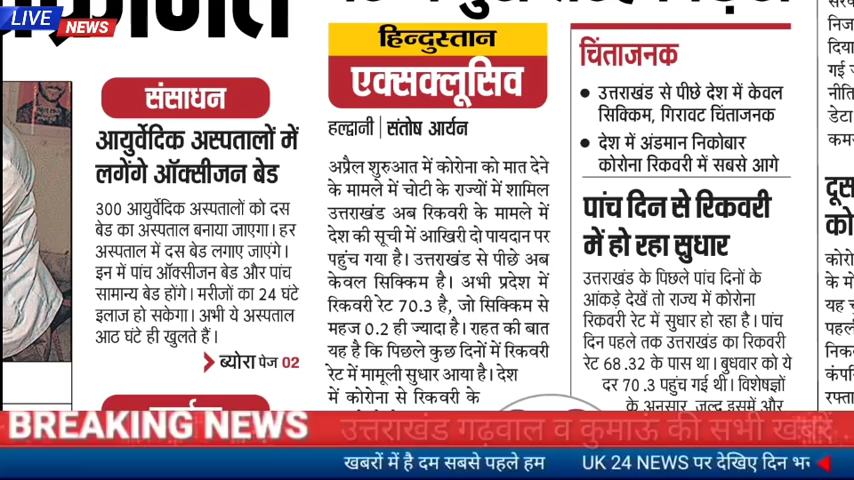 LIVE
NEWS
संसाधन
आयुर्वेदिक अस्पतालों में
लगेंगे ऑक्सीजन बेड
300 आयुर्वेदिक अस्पतालों को दस
बेड का अस्पताल बनाया जाएगा। हर
अस्पताल में दस बेड लगाए जाएंगे।
इन में पांच ऑक्सीजन बेड और पांच
सामान्य बेड होंगे। मरीजों का 24 घंटे
इलाज हो सकेगा। अभी ये अस्पताल
आठ घंटे ही खुलते हैं।
ब्योरा पेज 02
हिन्दुस्तान
एक्सक्लूसिव
हल्द्वानी | संतोष आर्यन
अप्रैल शुरुआत में कोरोना को मात देने
के मामले में चोटी के राज्यों में शामिल
उत्तराखंड अब रिकवरी के मामले में
देश की सूची में आखिरी दो पायदान पर
पहुंच गया है। उत्तराखंड से पीछे अब
केवल सिक्किम है। अभी प्रदेश में
रिकवरी रेट 70.3 है, जो सिक्किम से
महज 0.2 ही ज्यादा है। राहत की बात
यह है कि पिछले कुछ दिनों में रिकवरी
रेट में मामूली सुधार आया है। देश
में कोरोना से रिकवरी के
चिंताजनक
● उत्तराखंड से पीछे देश में केवल
सिक्किम, गिरावट चिंताजनक
● देश में अंडमान निकोबार
कोरोना रिकवरी में सबसे आगे
पांच दिन से रिकवरी
में हो रहा सुधार
उत्तराखंड के पिछले पांच दिनों के
आंकड़े देखें तो राज्य में कोरोना
रिकवरी रेट में सुधार हो रहा है। पांच
दिन पहले तक उत्तराखंड का रिकवरी
रेट 68.32 के पास था। बुधवार को ये
दर 70.3 पहुंच गई थी। विशेषज्ञों
के अनुसार, जल्द इसमें और
BREAKING NEWS
उत्तराखंड गढ़वाल व कुमाऊं की सभी खबरें
खबरों में है दम सबसे पहले हम
UK 24 NEWS पर देखिए दिन भर